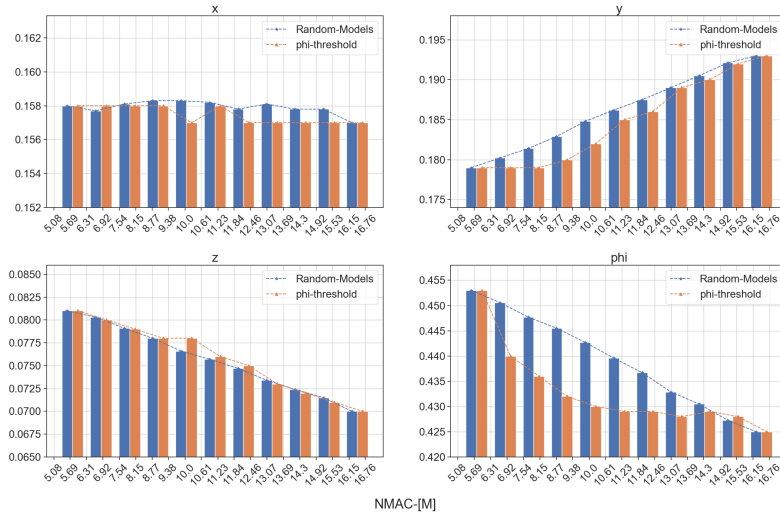 x
Random-Models
phi-threshold
0.162
0.160
0.158
0.156
0.154
0.152
5.08 5.69 6.31 6.92 7.54 8.15 8.77 9.38 10.0 10.61 11.23 11.84 12.46 13.07 13.69 14.3 14.92 15.53 16.15 16.76
y
Random-Models
phi-threshold
0.195
0.190
0.185
0.180
0.175
5.08 5.69 6.31 6.92 7.54 8.15 8.77 9.38 10.0 10.61 11.23 11.84 12.46 13.07 13.69 14.3 14.92 15.53 16.15 16.76
z
Random-Models
phi-threshold
0.0850
0.0825
0.0800
0.0775
0.0750
0.0725
0.0700
0.0675
0.0650
5.08 5.69 6.31 6.92 7.54 8.15 8.77 9.38 10.0 10.61 11.23 11.84 12.46 13.07 13.69 14.3 14.92 15.53 16.15 16.76
phi
Random-Models
phi-threshold
0.455
0.450
0.445
0.440
0.435
0.430
0.425
0.420
5.08 5.69 6.31 6.92 7.54 8.15 8.77 9.38 10.0 10.61 11.23 11.84 12.46 13.07 13.69 14.3 14.92 15.53 16.15 16.76
NMAC-[M]